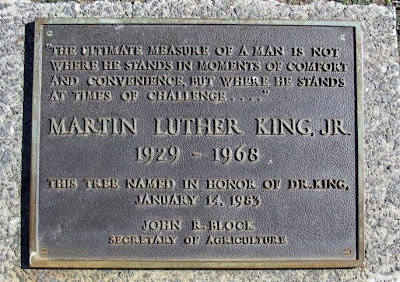 "THE ULTIMATE MEASURE OF A MAN IS NOT
WHERE HE STANDS IN MOMENTS OF COMFORT
AND CONVENIENCE, BUT WHERE HE STANDS
AT TIMES OF CHALLENGE . . . ."
MARTIN LUTHER KING, JR.
1929 - 1968
THIS TREE NAMED IN HONOR OF DR. KING,
JANUARY 14, 1983
JOHN R. BLOCK
SECRETARY OF AGRICULTURE